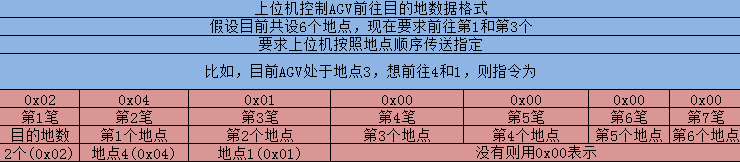 上位机控制AGV前往目的地数据格式
假设目前共设6个地点，现在要求前往第1和第3个
要求上位机按照地点顺序传送指定
比如，目前AGV处于地点3，想前往4和1，则指令为
0x02 0x04 0x01 0x00 0x00 0x00 0x00
第1笔 第2笔 第3笔 第4笔 第5笔 第6笔 第7笔
目的地数 第1个地点 第2个地点 第3个地点 第4个地点 第5个地点 第6个地点
2个(0x02) 地点4(0x04) 地点1(0x01) 没有则用0x00表示